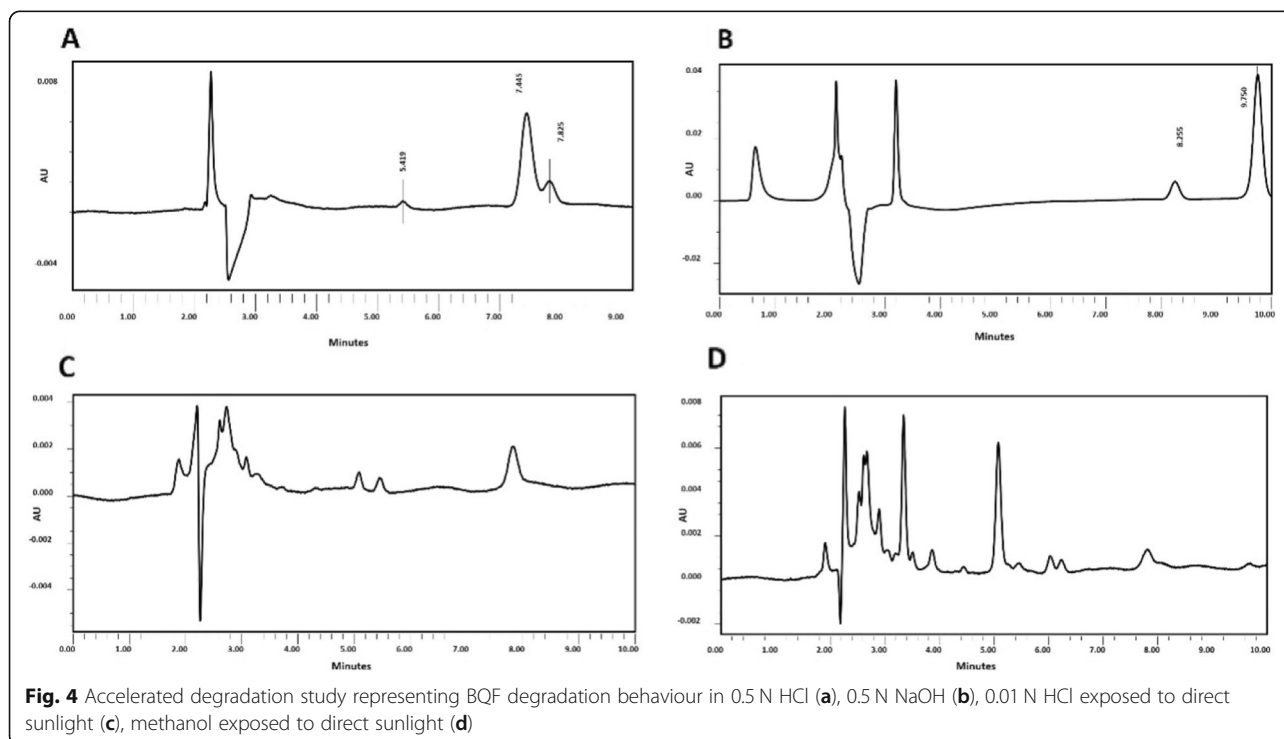 A
0.008
AU
-0.004
5.419
7.445
7.825
0.00 1.00 2.00 3.00 4.00 5.00 6.00 7.00 8.00 9.00
Minutes
B
0.04
0.02
AU
0.00
-0.02
8.255
9.750
0.00 1.00 2.00 3.00 4.00 5.00 6.00 7.00 8.00 9.00 10.00
Minutes
C
0.004
0.002
0.000
AU
-0.002
-0.004
0.00 1.00 2.00 3.00 4.00 5.00 6.00 7.00 8.00 9.00 10.00
Minutes
D
0.008
0.006
0.004
AU
0.002
0.000
-0.002
0.00 1.00 2.00 3.00 4.00 5.00 6.00 7.00 8.00 9.00 10.00
Minutes
Fig. 4 Accelerated degradation study representing BQF degradation behaviour in 0.5 N HCl (a), 0.5 N NaOH (b), 0.01 N HCl exposed to direct
sunlight (c), methanol exposed to direct sunlight (d)